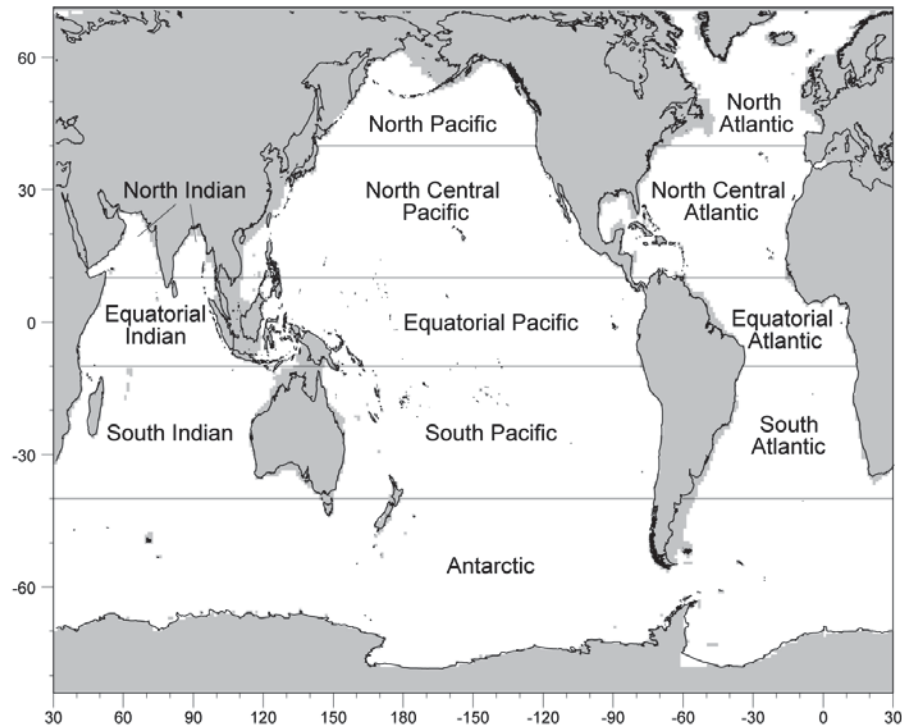 60
North Pacific
North
Atlantic
30
North Indian
North Central
Pacific
North Central
Atlantic
0
Equatorial
Indian
Equatorial Pacific
Equatorial
Atlantic
-30
South Indian
South Pacific
South
Atlantic
-60
Antarctic
30 60 90 120 150 180 -150 -120 -90 -60 -30 0 30